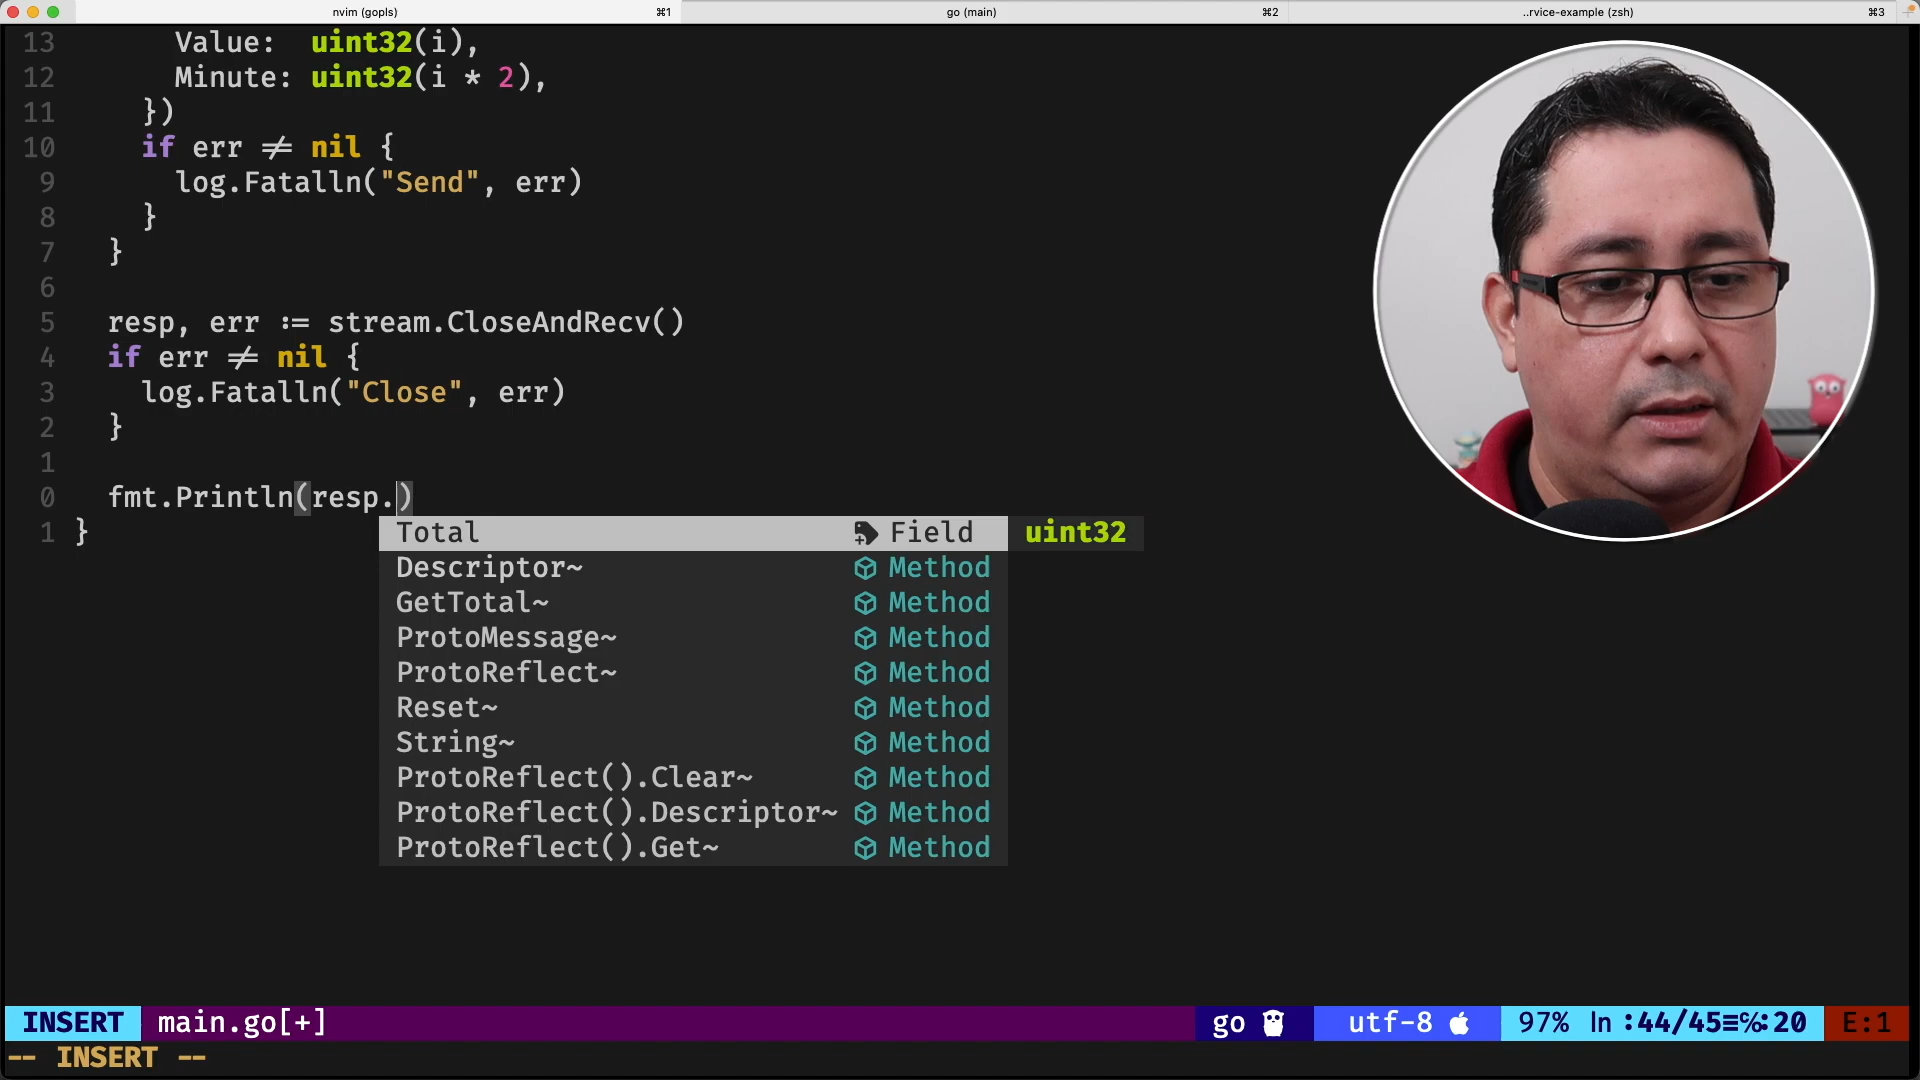 nvim (gopls) ⌘1 go (main) ⌘2 ..rvice-example (zsh) ⌘3
13 Value: uint32(i),
12 Minute: uint32(i * 2),
11 })
10 if err ≠ nil {
9 log.Fatalln("Send", err)
8 }
7 }
6
5 resp, err := stream.CloseAndRecv()
4 if err ≠ nil {
3 log.Fatalln("Close", err)
2 }
1
0 fmt.Println(resp.)
1 }
Total Field uint32
Descriptor~ Method
GetTotal~ Method
ProtoMessage~ Method
ProtoReflect~ Method
Reset~ Method
String~ Method
ProtoReflect().Clear~ Method
ProtoReflect().Descriptor~ Method
ProtoReflect().Get~ Method
INSERT main.go[+] go utf-8 97% ln :44/45≡℅:20 E:1
-- INSERT --